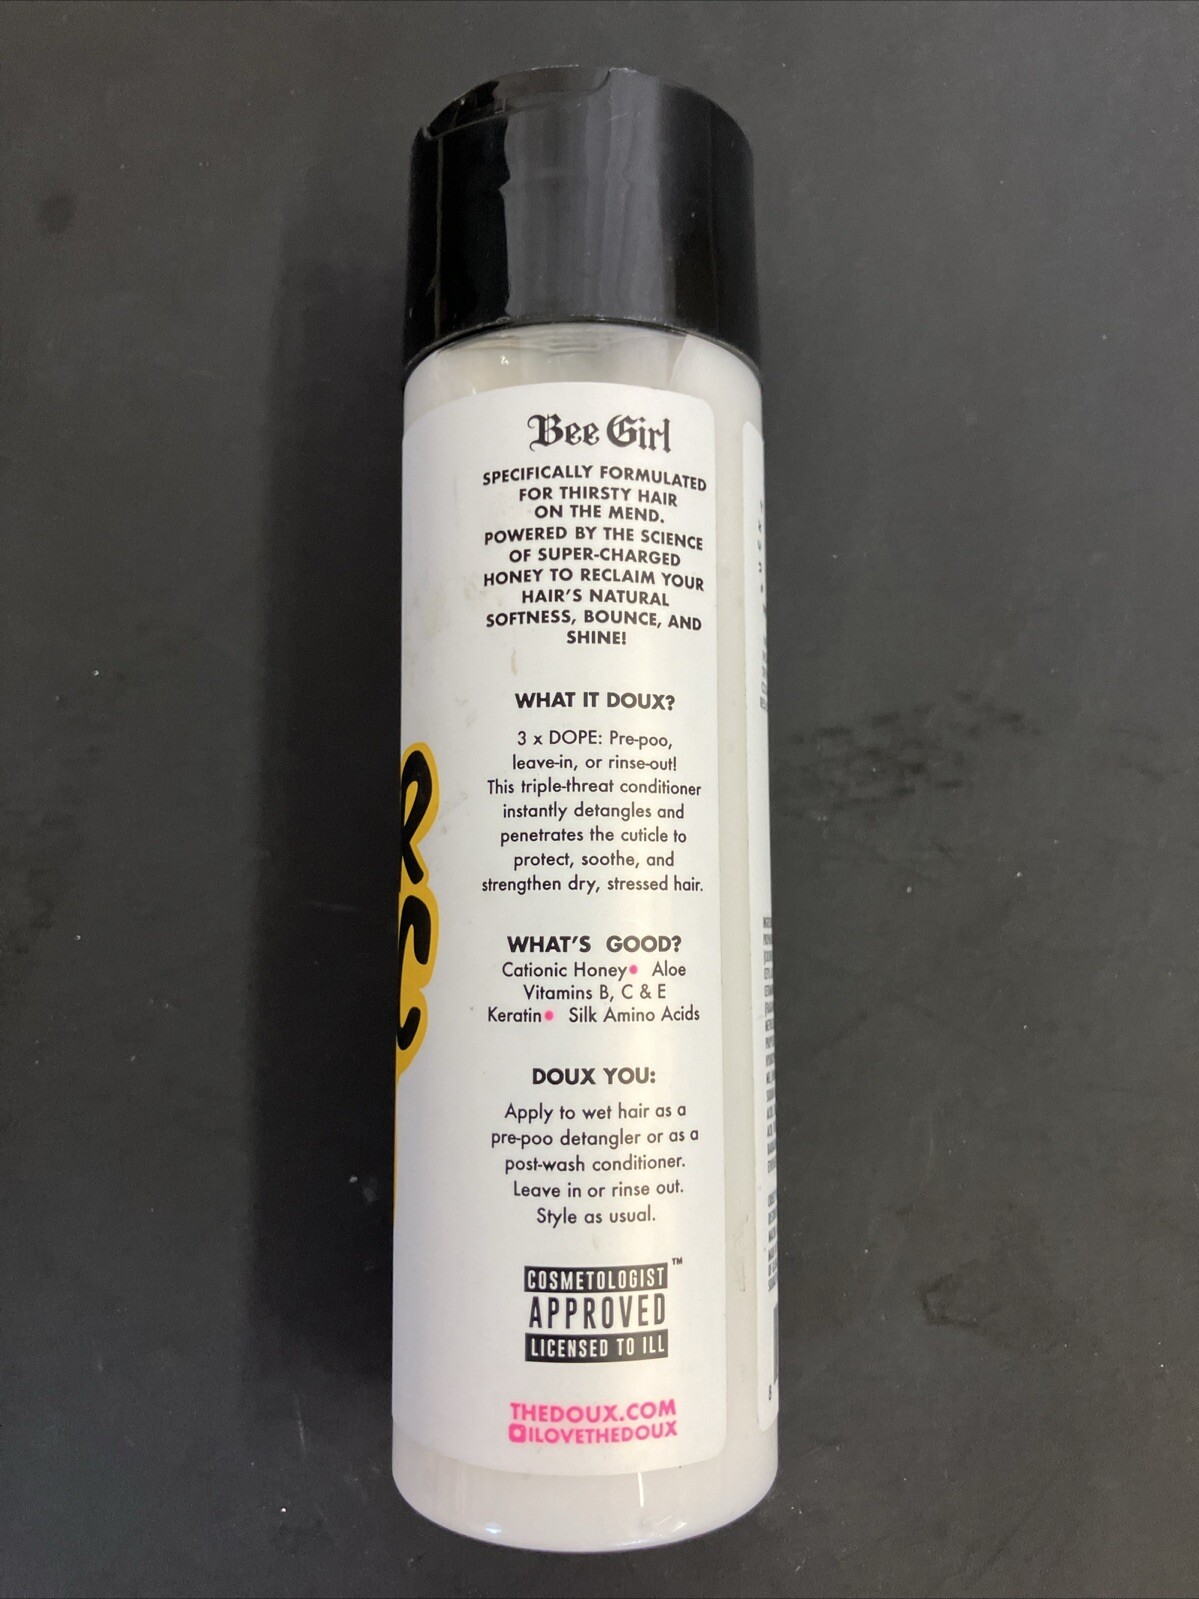 Bee Girl
SPECIFICALLY FORMULATED
FOR THIRSTY HAIR
ON THE MEND.
POWERED BY THE SCIENCE
OF SUPER-CHARGED
HONEY TO RECLAIM YOUR
HAIR'S NATURAL
SOFTNESS, BOUNCE, AND
SHINE!
WHAT IT DOUX?
3 x DOPE: Pre-poo,
leave-in, or rinse-out!
This triple-threat conditioner
instantly detangles and
penetrates the cuticle to
protect, soothe, and
strengthen dry, stressed hair.
WHAT'S GOOD?
Cationic Honey• Aloe
Vitamins B, C & E
Keratin• Silk Amino Acids
DOUX YOU:
Apply to wet hair as a
pre-poo detangler or as a
post-wash conditioner.
Leave in or rinse out.
Style as usual.
COSMETOLOGIST™
APPROVED
LICENSED TO ILL
THEDOUX.COM
ILOVETHEDOUX